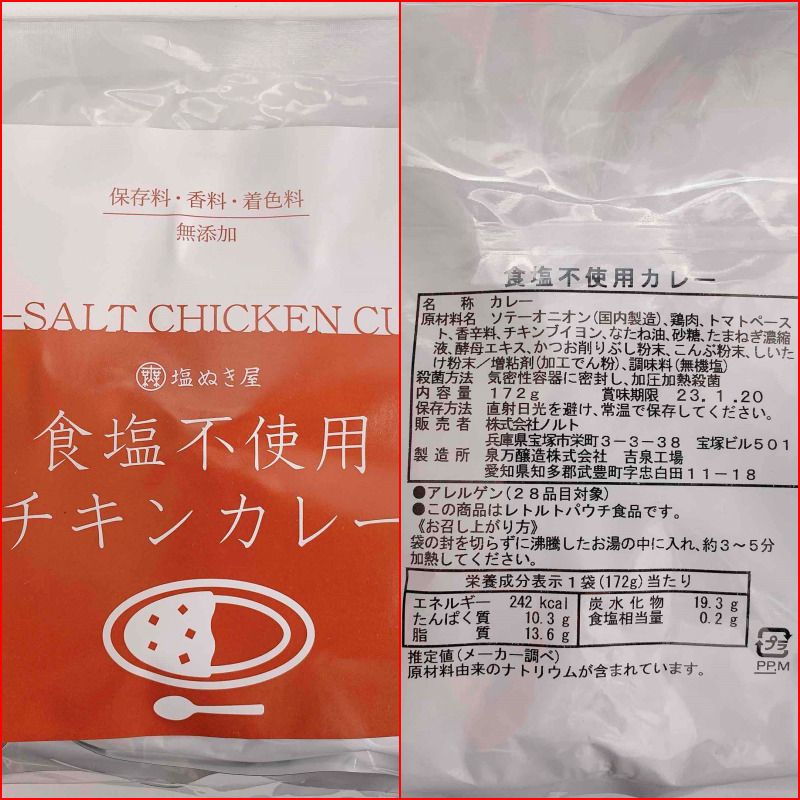 保存料・香料・着色料
無添加
-SALT CHICKEN CU
塩ぬき屋
食塩不使用
チキンカレー
食塩不使用カレー
名称 カレー
原材料名 ソテーオニオン(国内製造)、鶏肉、トマトペース
ト、香辛料、チキンブイヨン、なたね油、砂糖、たまねぎ濃縮
液、酵母エキス、かつお削りぶし粉末、こんぶ粉末、しいた
け粉末/増粘剤(加工でん粉)、調味料(無機塩)
殺菌方法 気密性容器に密封し、加圧加熱殺菌
内容量 172g 賞味期限 23.1.20
保存方法 直射日光を避け、常温で保存してください。
販売者 株式会社ノルト
兵庫県宝塚市栄町3-3-38 宝塚ビル501
製造所 泉万醸造株式会社 吉泉工場
愛知県知多郡武豊町字忠白田11-18
●アレルゲン(28品目対象)
●この商品はレトルトパウチ食品です。
《お召し上がり方》
袋の封を切らずに沸騰したお湯の中に入れ、約3~5分
加熱してください。
栄養成分表示1袋(172g)当たり
エネルギー 242 kcal 炭水化物 19.3 g
たんぱく質 10.3 g 食塩相当量 0.2 g
脂質 13.6 g
推定値(メーカー調べ)
原材料由来のナトリウムが含まれています。
プラ
PP,M